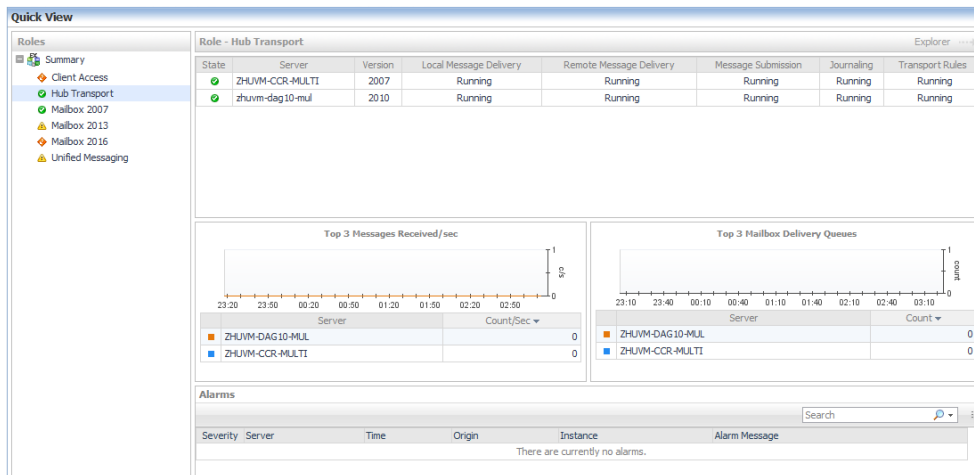 Quick View
Roles
Summary
Client Access
Hub Transport
Mailbox 2007
Mailbox 2013
Mailbox 2016
Unified Messaging
Role - Hub Transport
Explorer
State Server Version Local Message Delivery Remote Message Delivery Message Submission Journaling Transport Rules
ZHUVM-CCR-MULTI 2007 Running Running Running Running Running
zhuvm-dag10-mul 2010 Running Running Running Running Running
Top 3 Messages Received/sec
1
c/s
0
23:20 23:50 00:20 00:50 01:20 01:50 02:20 02:50
Server Count/Sec
ZHUVM-DAG10-MUL 0
ZHUVM-CCR-MULTI 0
Top 3 Mailbox Delivery Queues
1
count
0
23:10 23:40 00:10 00:40 01:10 01:40 02:10 02:40 03:10
Server Count
ZHUVM-DAG10-MUL 0
ZHUVM-CCR-MULTI 0
Alarms
Search
Severity Server Time Origin Instance Alarm Message
There are currently no alarms.